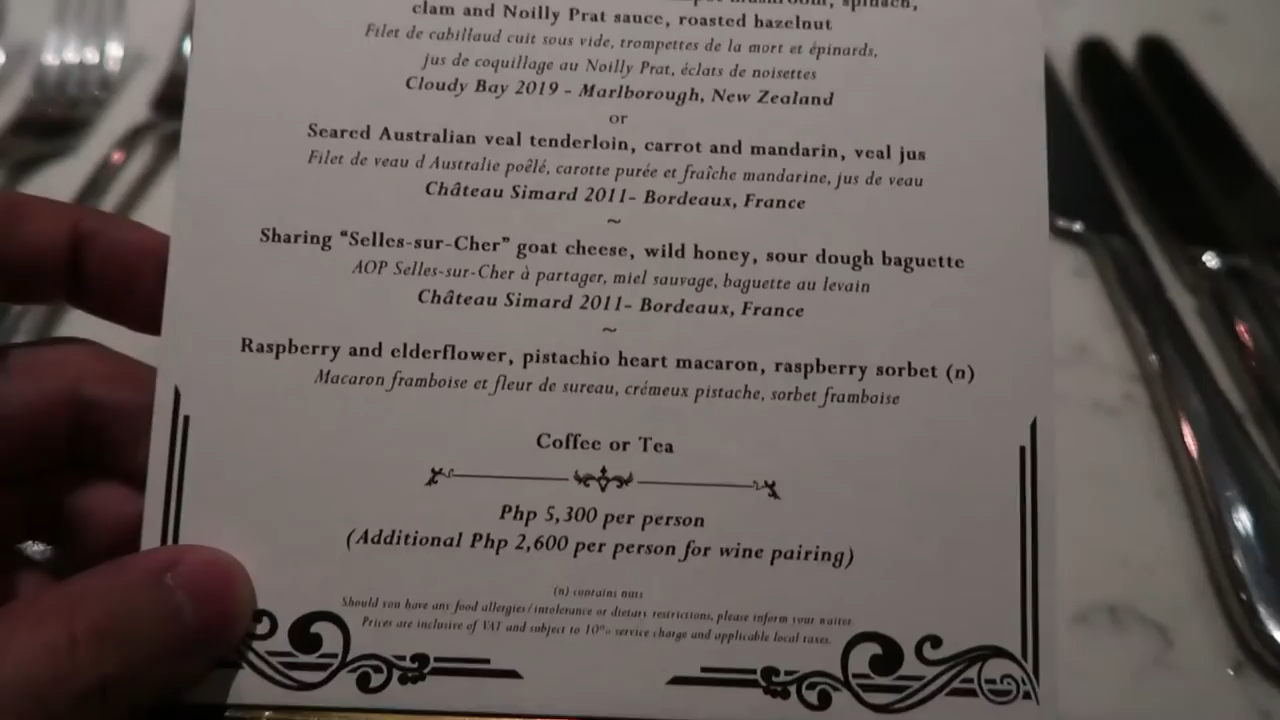 mushroom, spinach,
clam and Noilly Prat sauce, roasted hazelnut
Filet de cabillaud cuit sous vide, trompettes de la mort et épinards,
jus de coquillage au Noilly Prat, éclats de noisettes
Cloudy Bay 2019 - Marlborough, New Zealand
or
Seared Australian veal tenderloin, carrot and mandarin, veal jus
Filet de veau d Australie poêlé, carotte purée et fraîche mandarine, jus de veau
Château Simard 2011- Bordeaux, France
~
Sharing “Selles-sur-Cher” goat cheese, wild honey, sour dough baguette
AOP Selles-sur-Cher à partager, miel sauvage, baguette au levain
Château Simard 2011- Bordeaux, France
~
Raspberry and elderflower, pistachio heart macaron, raspberry sorbet (n)
Macaron framboise et fleur de sureau, crémeux pistache, sorbet framboise
Coffee or Tea
Php 5,300 per person
(Additional Php 2,600 per person for wine pairing)
(n) contains nuts
Should you have any food allergies/intolerance or dietary restrictions, please inform your waiter.
Prices are inclusive of VAT and subject to 10% service charge and applicable local taxes.